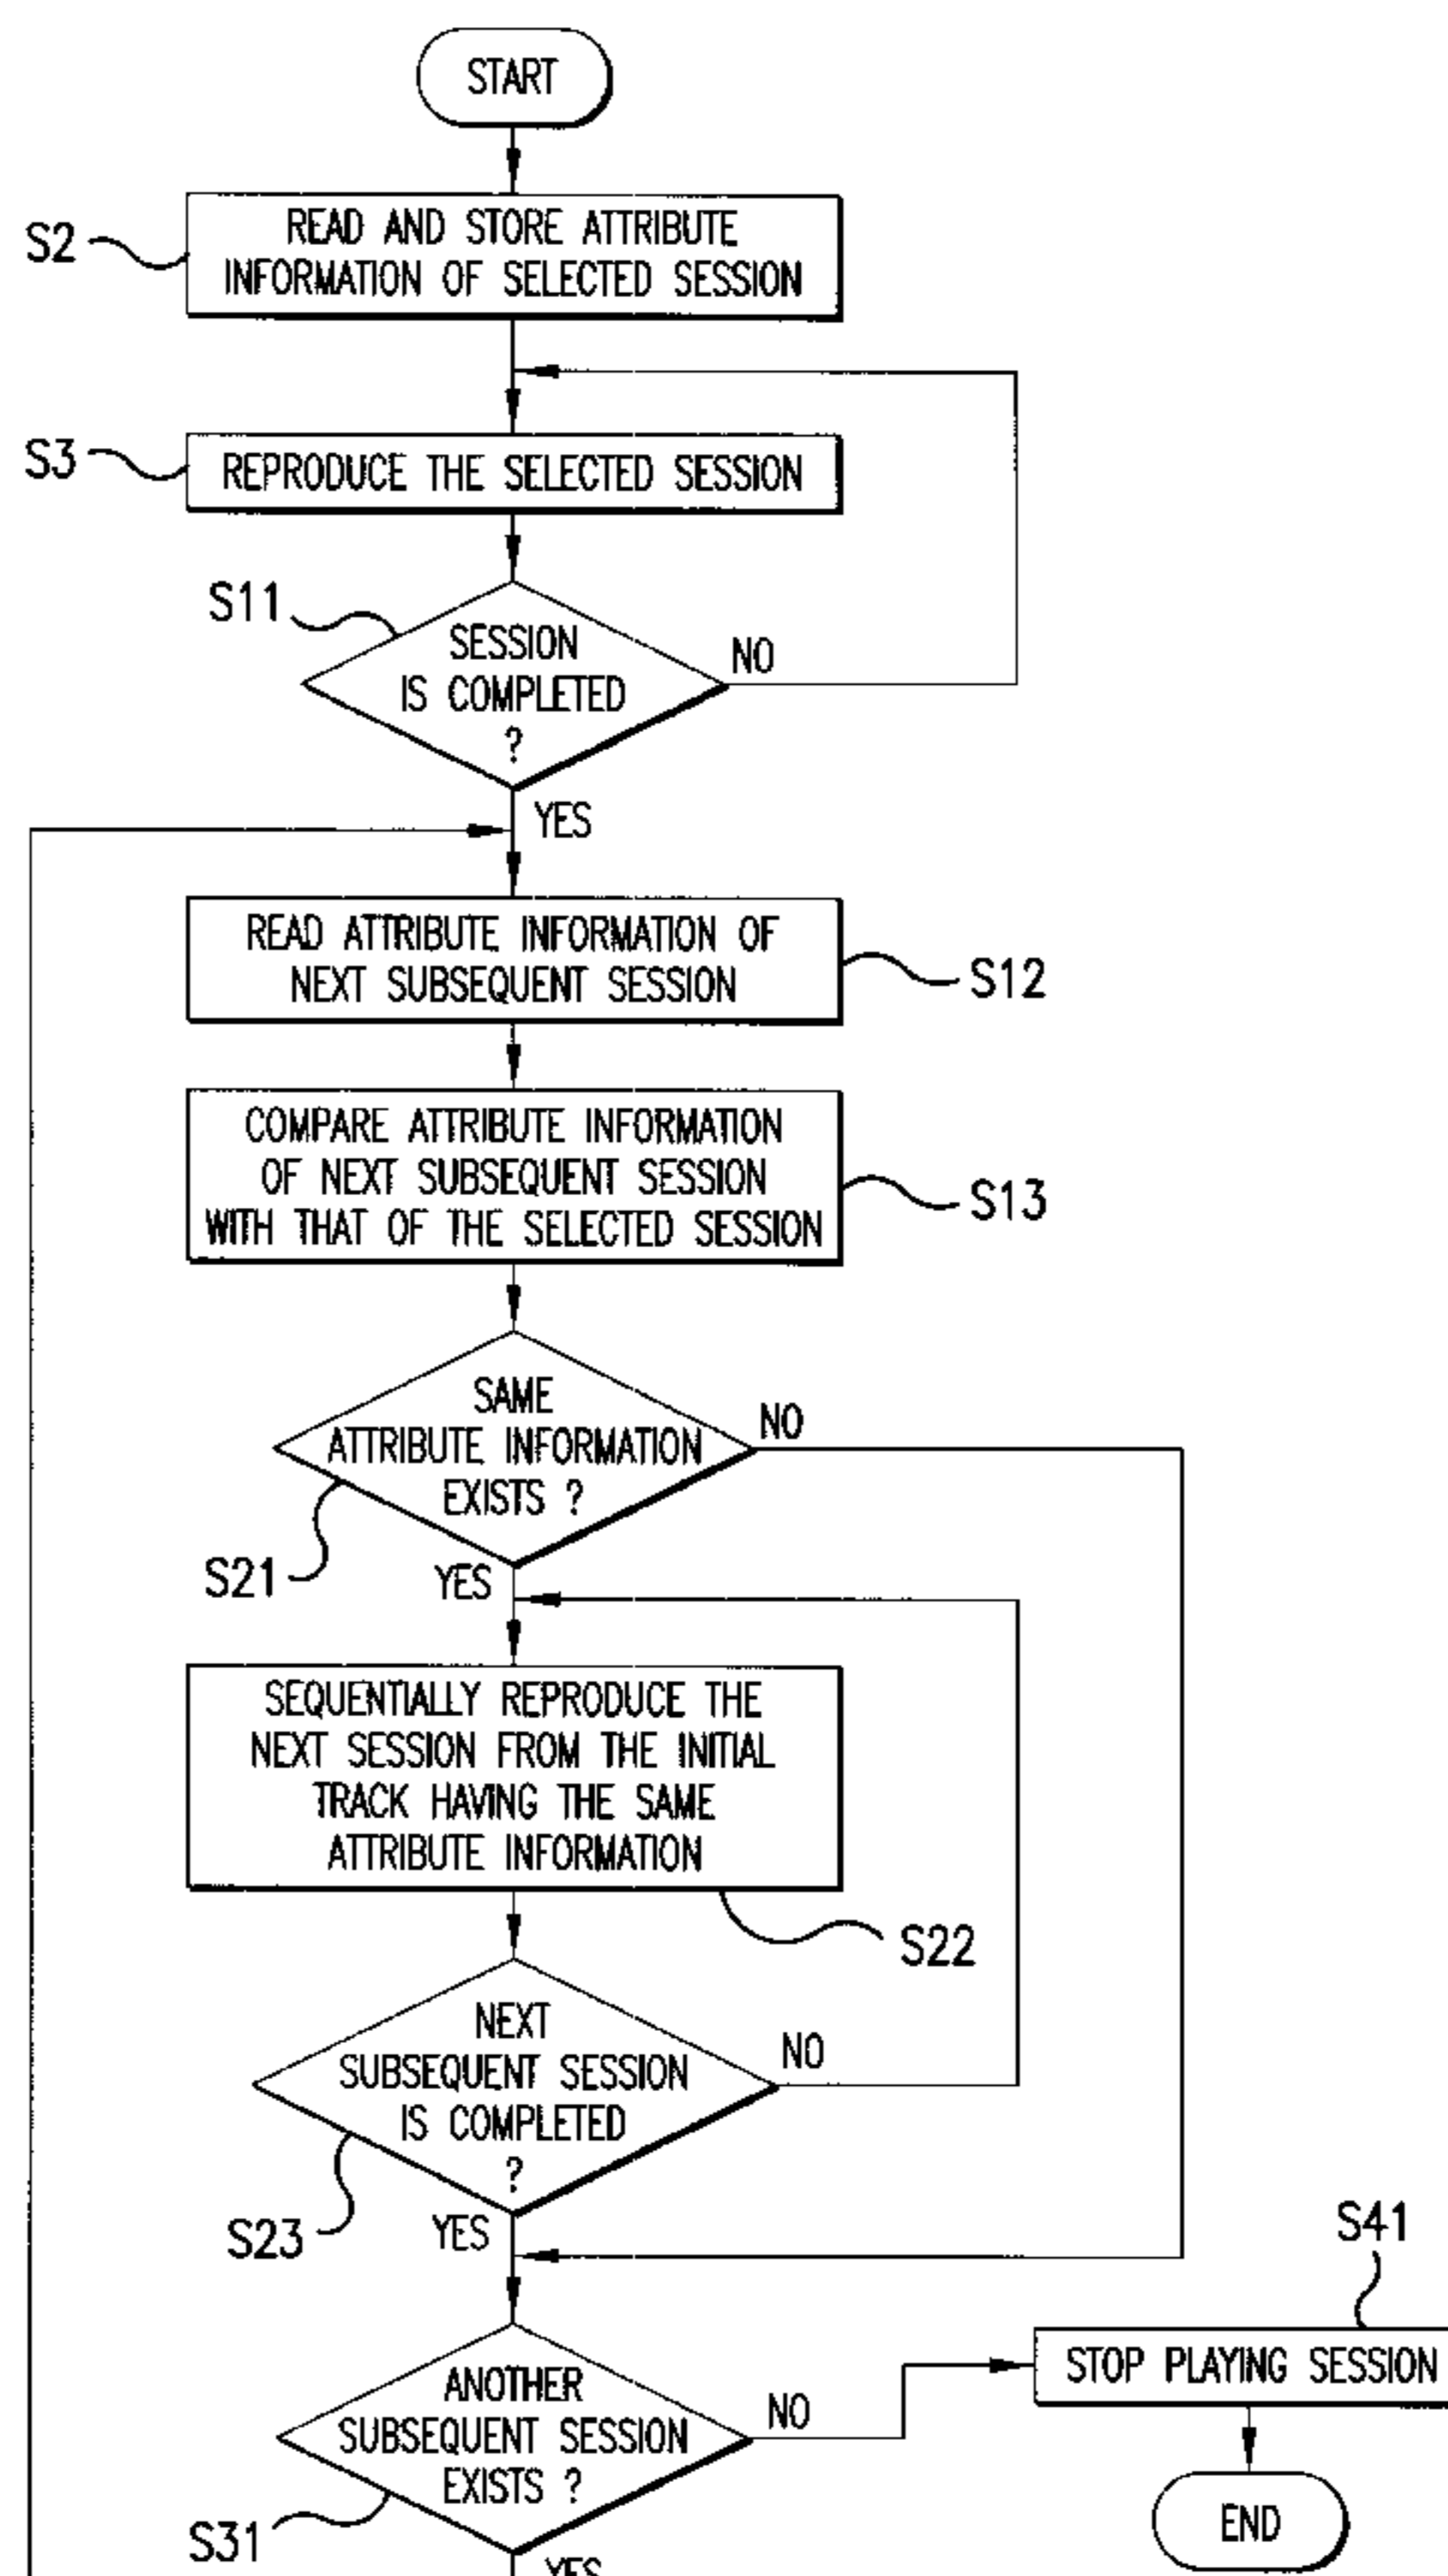 START
S2
READ AND STORE ATTRIBUTE
INFORMATION OF SELECTED SESSION
S3
REPRODUCE THE SELECTED SESSION
S11
SESSION
IS COMPLETED
?
NO
YES
READ ATTRIBUTE INFORMATION OF
NEXT SUBSEQUENT SESSION
S12
COMPARE ATTRIBUTE INFORMATION
OF NEXT SUBSEQUENT SESSION
WITH THAT OF THE SELECTED SESSION
S13
SAME
ATTRIBUTE INFORMATION
EXISTS ?
NO
S21
YES
SEQUENTIALLY REPRODUCE THE
NEXT SESSION FROM THE INITIAL
TRACK HAVING THE SAME
ATTRIBUTE INFORMATION
S22
NEXT
SUBSEQUENT SESSION
IS COMPLETED
?
NO
S23
YES
S41
STOP PLAYING SESSION
ANOTHER
SUBSEQUENT SESSION
EXISTS ?
NO
S31
END
YES